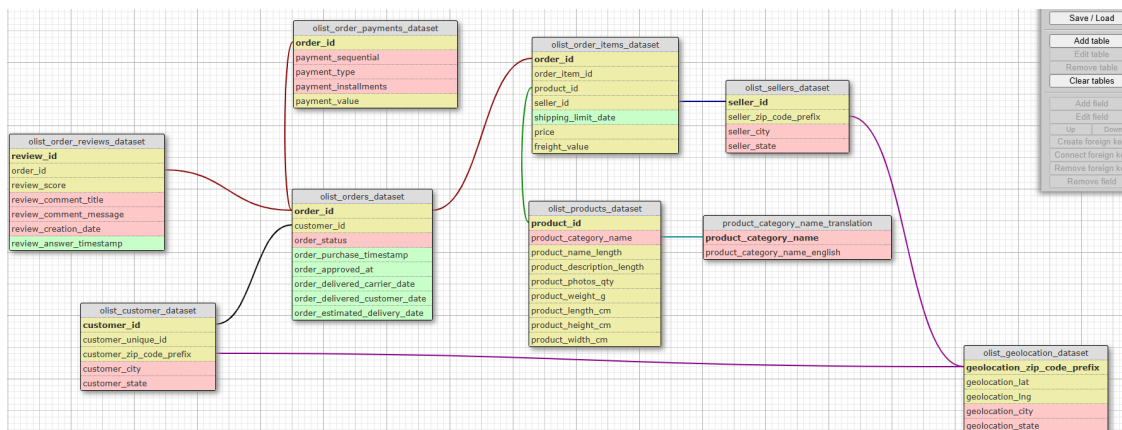 olist_order_payments_dataset
order_id
payment_sequential
payment_type
payment_installments
payment_value
olist_order_items_dataset
order_id
order_item_id
product_id
seller_id
shipping_limit_date
price
freight_value
olist_sellers_dataset
seller_id
seller_zip_code_prefix
seller_city
seller_state
olist_order_reviews_dataset
review_id
order_id
review_score
review_comment_title
review_comment_message
review_creation_date
review_answer_timestamp
olist_orders_dataset
order_id
customer_id
order_status
order_purchase_timestamp
order_approved_at
order_delivered_carrier_date
order_delivered_customer_date
order_estimated_delivery_date
olist_products_dataset
product_id
product_category_name
product_name_length
product_description_length
product_photos_qty
product_weight_g
product_length_cm
product_height_cm
product_width_cm
product_category_name_translation
product_category_name
product_category_name_english
olist_customer_dataset
customer_id
customer_unique_id
customer_zip_code_prefix
customer_city
customer_state
olist_geolocation_dataset
geolocation_zip_code_prefix
geolocation_lat
geolocation_lng
geolocation_city
geolocation_state
Save / Load
Add table
Edit table
Remove table
Clear tables
Add field
Edit field
Up Down
Create foreign ke
Connect foreign ke
Remove foreign ke
Remove field